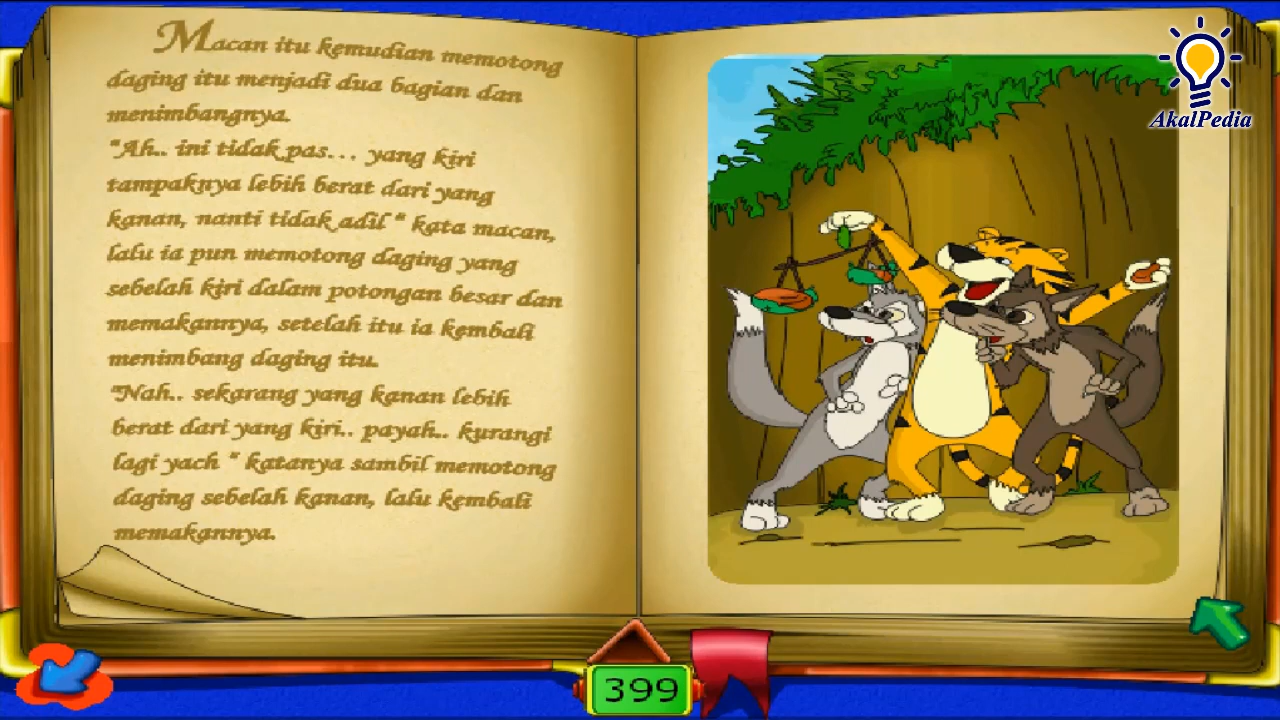 Macan itu kemudian memotong
daging itu menjadi dua bagian dan
menimbangnya.
"Ah.. ini tidak pas... yang kiri
tampaknya lebih berat dari yang
kanan, nanti tidak adil " kata macan,
lalu ia pun memotong daging yang
sebelah kiri dalam potongan besar dan
memakannya, setelah itu ia kembali
menimbang daging itu.
"Nah.. sekarang yang kanan lebih
berat dari yang kiri.. payah.. kurangi
lagi yach " katanya sambil memotong
daging sebelah kanan, lalu kembali
memakannya.
AkalPedia
399